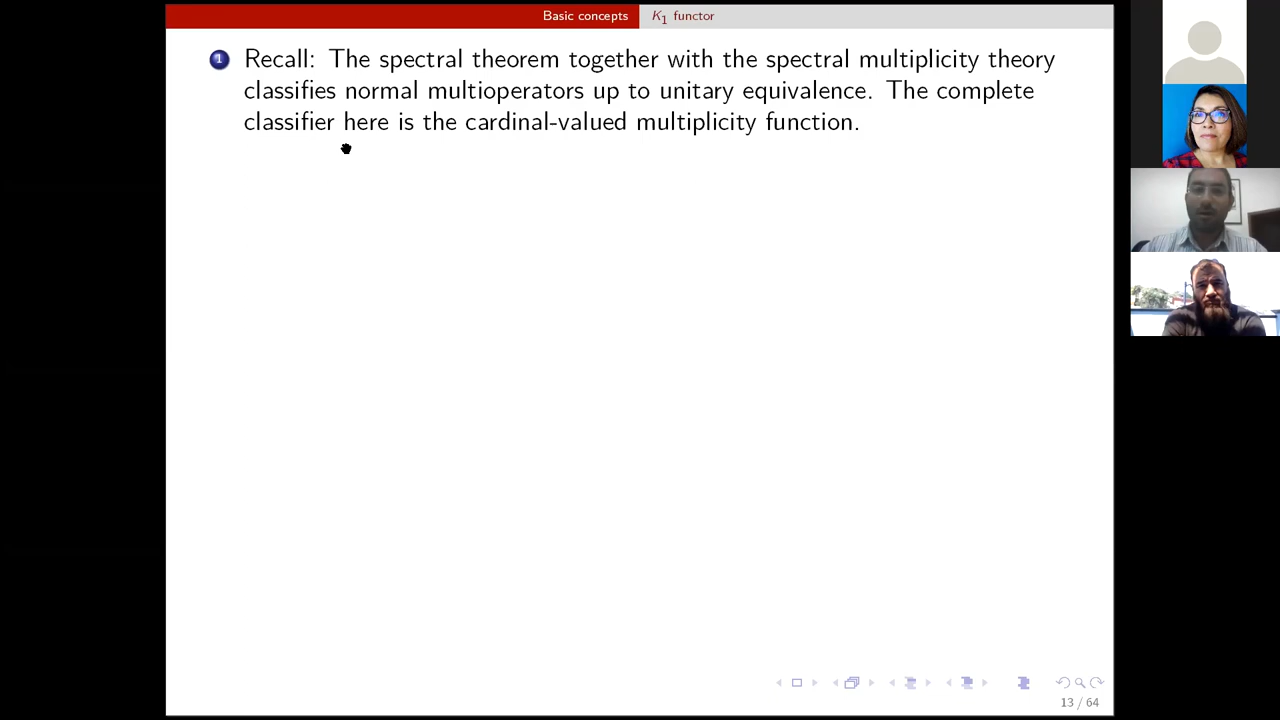 Basic concepts K₁ functor
1 Recall: The spectral theorem together with the spectral multiplicity theory
classifies normal multioperators up to unitary equivalence. The complete
classifier here is the cardinal-valued multiplicity function.
13 / 64